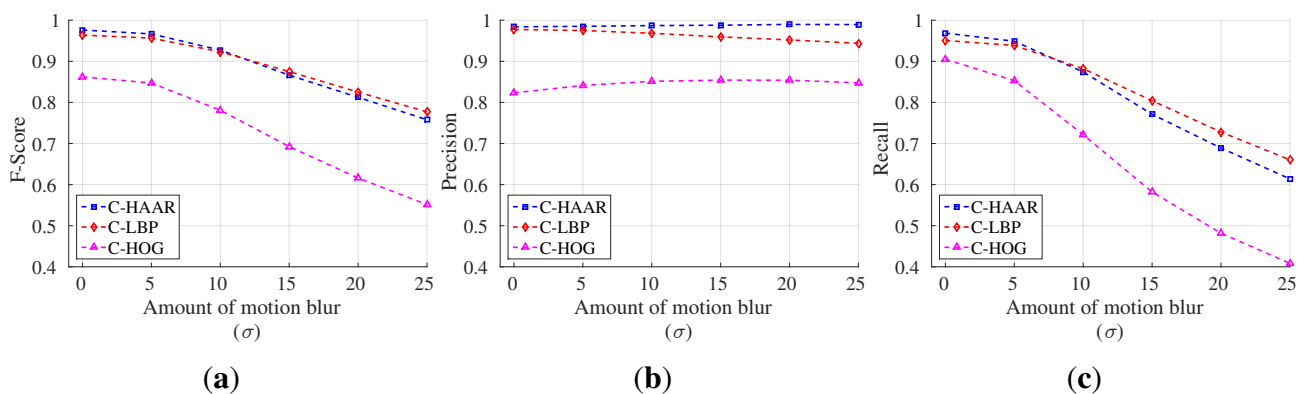 1
0.9
0.8
0.7
0.6
0.5
0.4
F-Score
C-HAAR
C-LBP
C-HOG
0 5 10 15 20 25
Amount of motion blur
(σ)
(a)
1
0.9
0.8
0.7
0.6
0.5
0.4
Precision
C-HAAR
C-LBP
C-HOG
0 5 10 15 20 25
Amount of motion blur
(σ)
(b)
1
0.9
0.8
0.7
0.6
0.5
0.4
Recall
C-HAAR
C-LBP
C-HOG
0 5 10 15 20 25
Amount of motion blur
(σ)
(c)